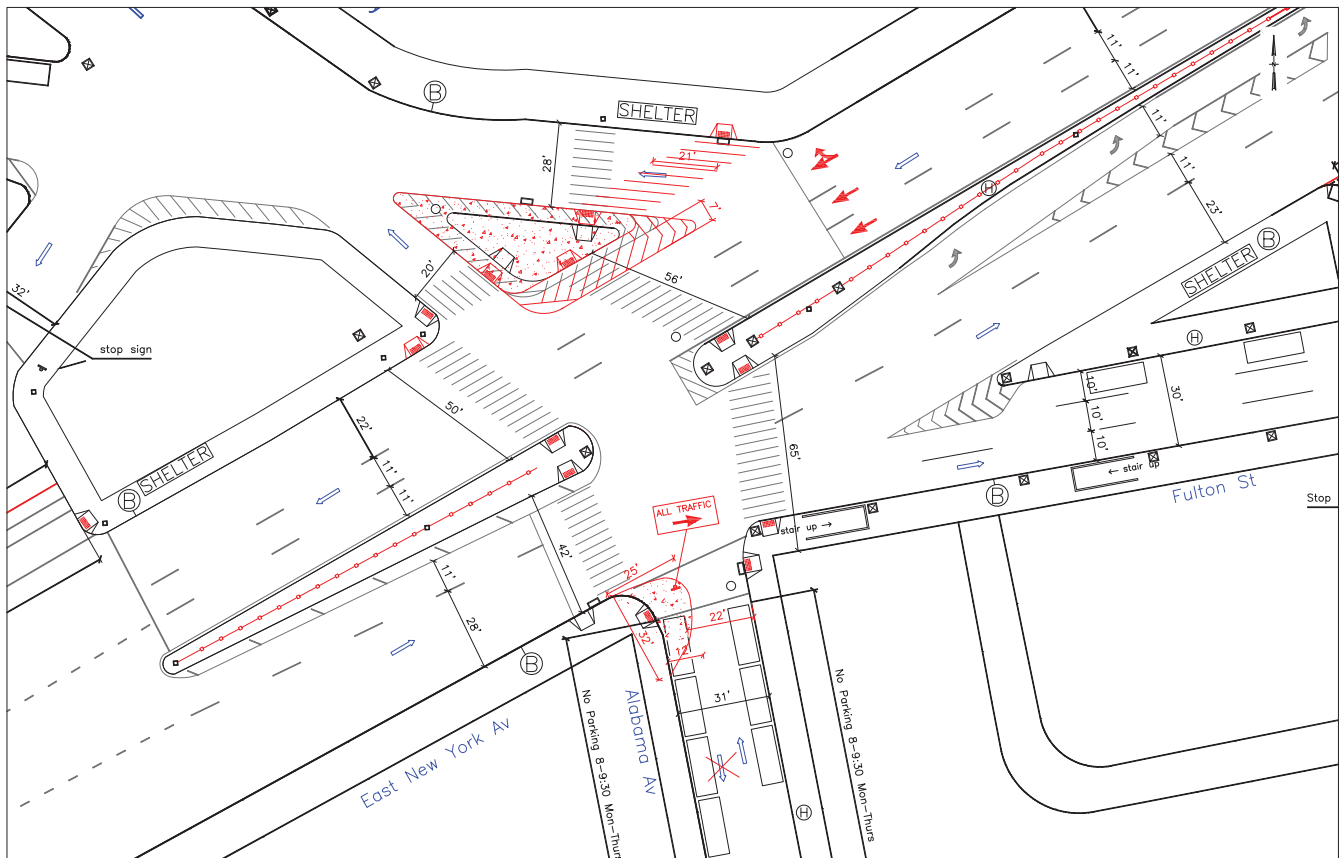 11'
11'
B
SHELTER
21'
28'
7'
H
11'
11'
23'
B
SHELTER
20'
56'
32'
stop sign
H
10'
10'
10'
30'
50'
22'
11'
11'
SHELTER
B
65'
← stair up
B
Fulton St
Stop
ALL TRAFFIC
stair up →
42'
25'
11'
28'
32'
22'
12'
31'
B
No Parking 8-9:30 Mon-Thurs
Alabama Av
No Parking 8-9:30 Mon-Thurs
East New York Av
H